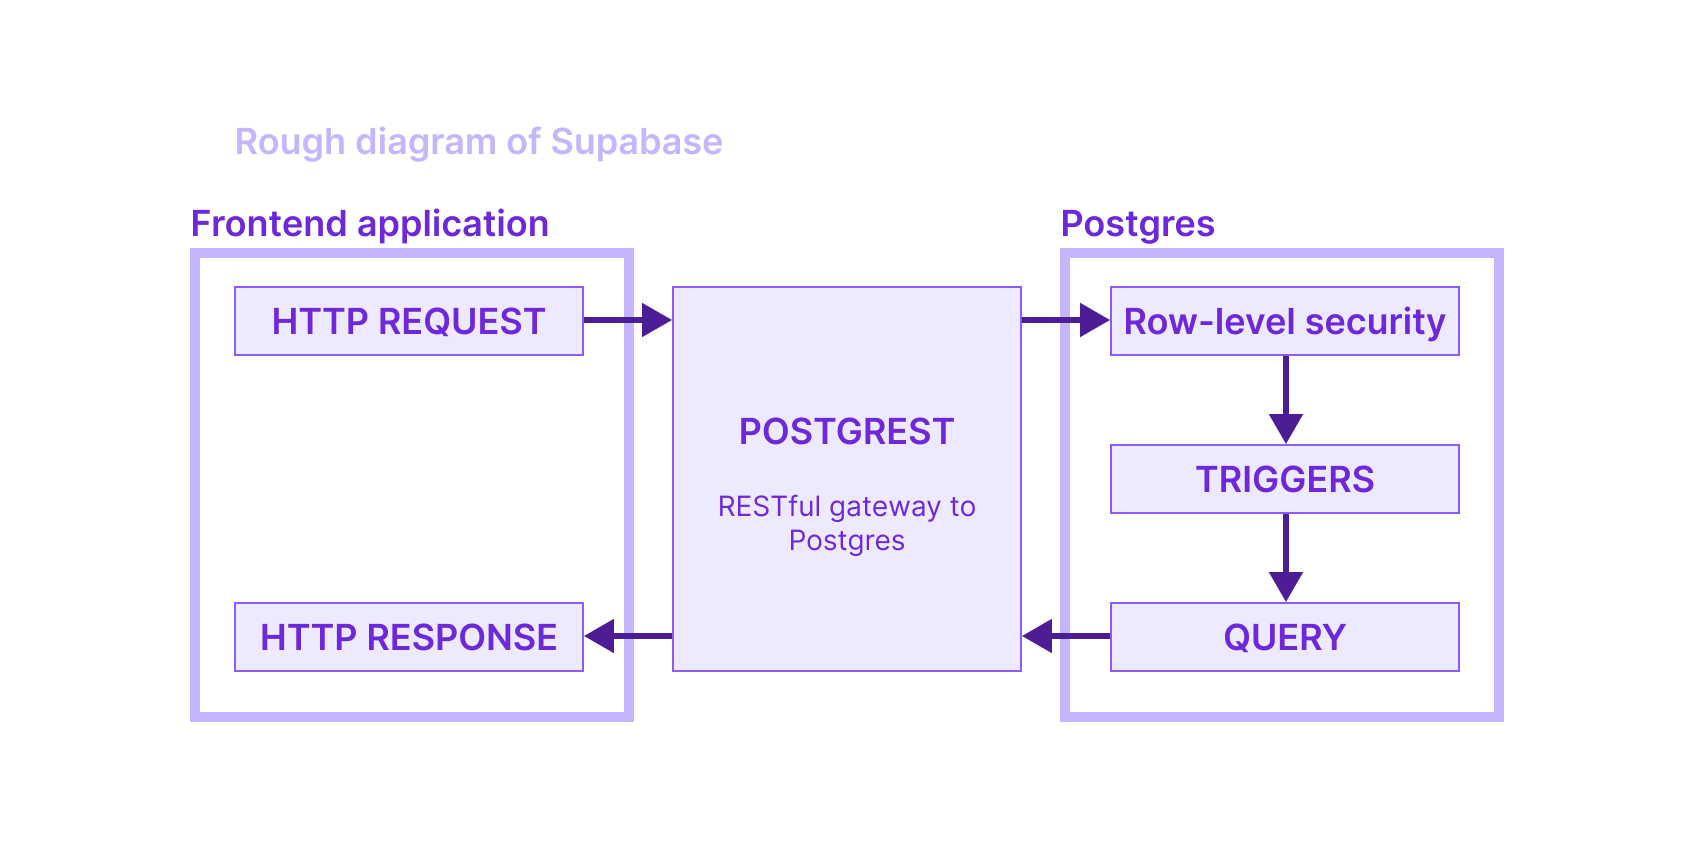 Rough diagram of Supabase
Frontend application
HTTP REQUEST
HTTP RESPONSE
POSTGREST
RESTful gateway to
Postgres
Postgres
Row-level security
TRIGGERS
QUERY